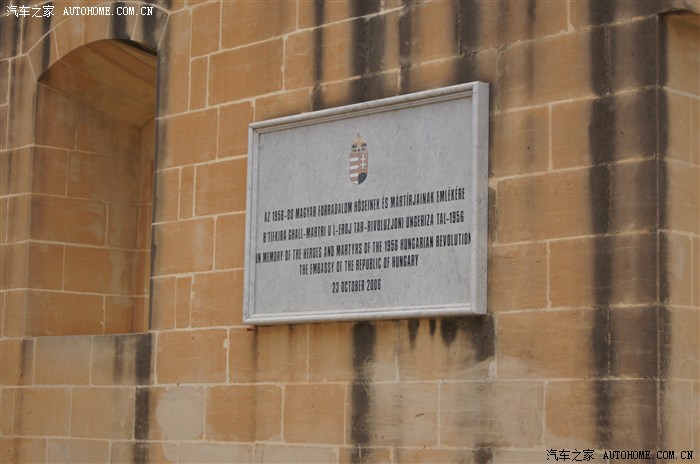 汽车之家 AUTOHOME.COM.CN
AZ 1956-OS MAGYAR FORRADALOM HŐSEINEK ÉS MÁRTÍRJAINAK EMLÉKÉRE
B'TIFKIRA GĦALL-MARTRI U L-EROJ TAR-RIVOLUZJONI UNGERIZA TAL-1956
IN MEMORY OF THE HEROES AND MARTYRS OF THE 1956 HUNGARIAN REVOLUTION
THE EMBASSY OF THE REPUBLIC OF HUNGARY
23 OCTOBER 2006
汽车之家 AUTOHOME.COM.CN